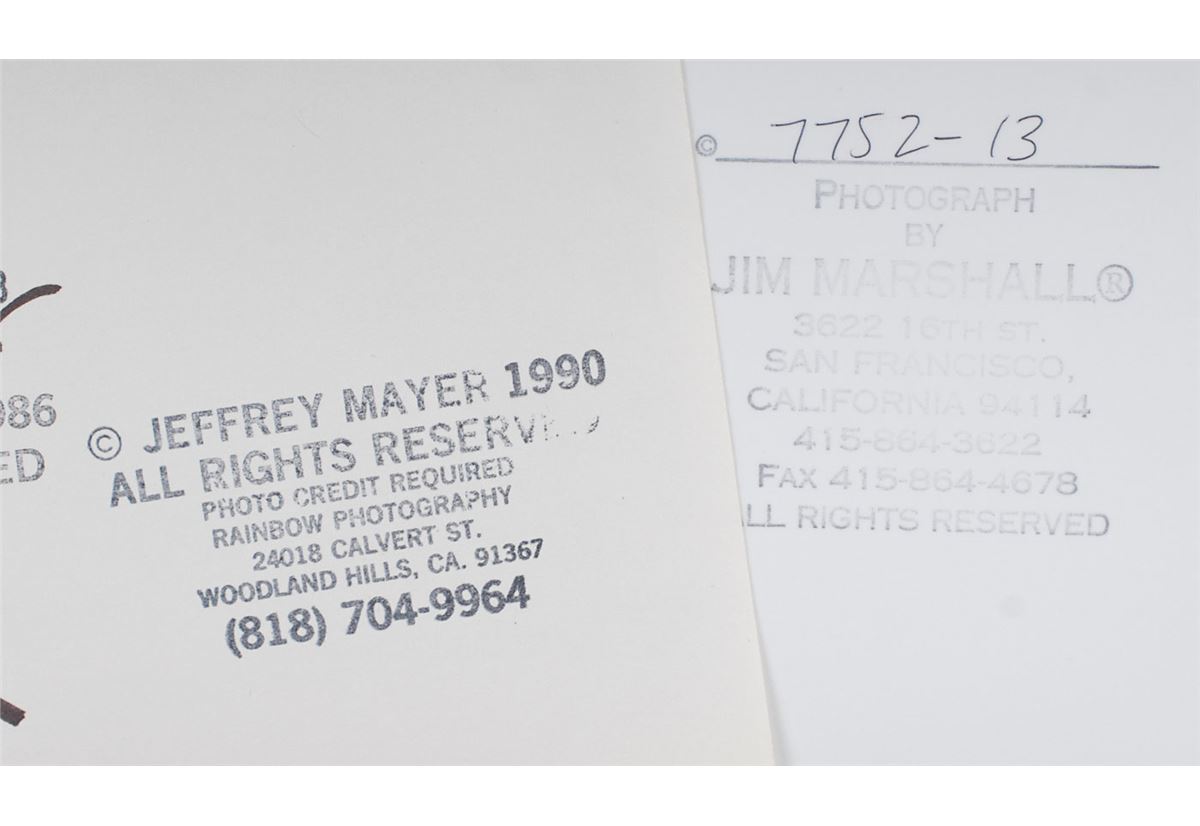 986
ED
© JEFFREY MAYER 1990
ALL RIGHTS RESERV
PHOTO CREDIT REQUIRED
RAINBOW PHOTOGRAPHY
24018 CALVERT ST.
WOODLAND HILLS, CA. 91367
(818) 704-9964
© 7752-13
PHOTOGRAPH
BY
JIM MARSHALL®
3622 16TH ST.
SAN FRANCISCO,
CALIFORNIA 94114
415-864-3622
FAX 415-864-4678
LL RIGHTS RESERVED